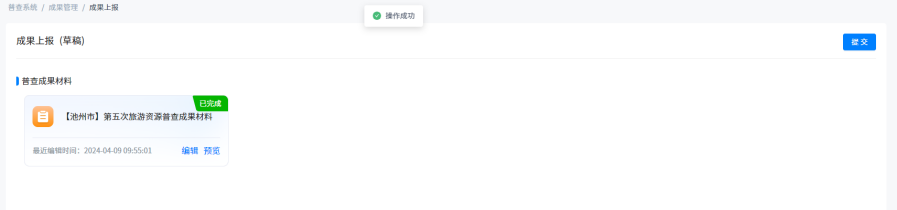 普查系统 / 成果管理 / 成果上报
操作成功
成果上报（草稿）
提交
普查成果材料
已完成
【池州市】第五次旅游资源普查成果材料
最近编辑时间：2024-04-09 09:55:01
编辑 预览